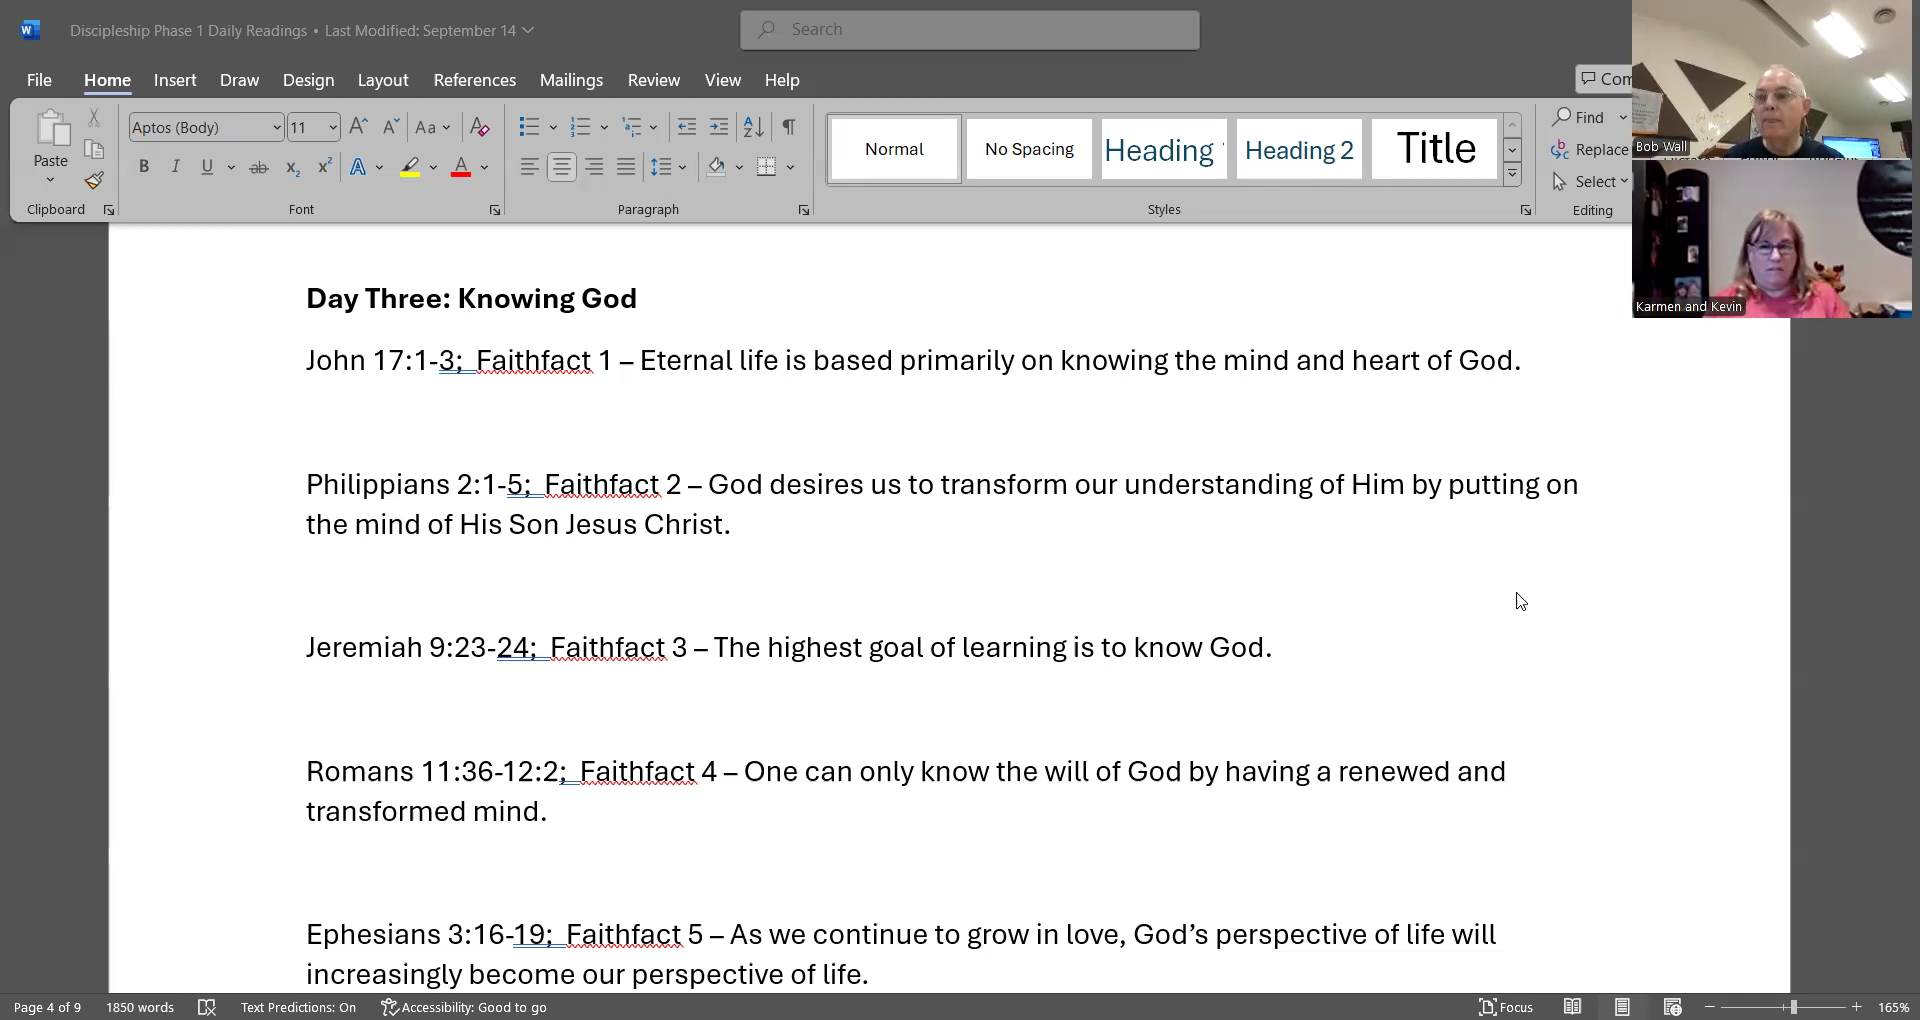 Discipleship Phase 1 Daily Readings • Last Modified: September 14
Search
File Home Insert Draw Design Layout References Mailings Review View Help
Com
Paste
Clipboard
Aptos (Body) 11
Aa
Font
Paragraph
Normal
No Spacing
Heading
Heading 2
Title
Styles
Find
Replace
Select
Editing
Bob Wall
Karmen and Kevin
Day Three: Knowing God
John 17:1-3; Faithfact 1 – Eternal life is based primarily on knowing the mind and heart of God.
Philippians 2:1-5; Faithfact 2 – God desires us to transform our understanding of Him by putting on
the mind of His Son Jesus Christ.
Jeremiah 9:23-24; Faithfact 3 – The highest goal of learning is to know God.
Romans 11:36-12:2; Faithfact 4 – One can only know the will of God by having a renewed and
transformed mind.
Ephesians 3:16-19; Faithfact 5 – As we continue to grow in love, God’s perspective of life will
increasingly become our perspective of life.
Page 4 of 9 1850 words Text Predictions: On Accessibility: Good to go Focus 165%